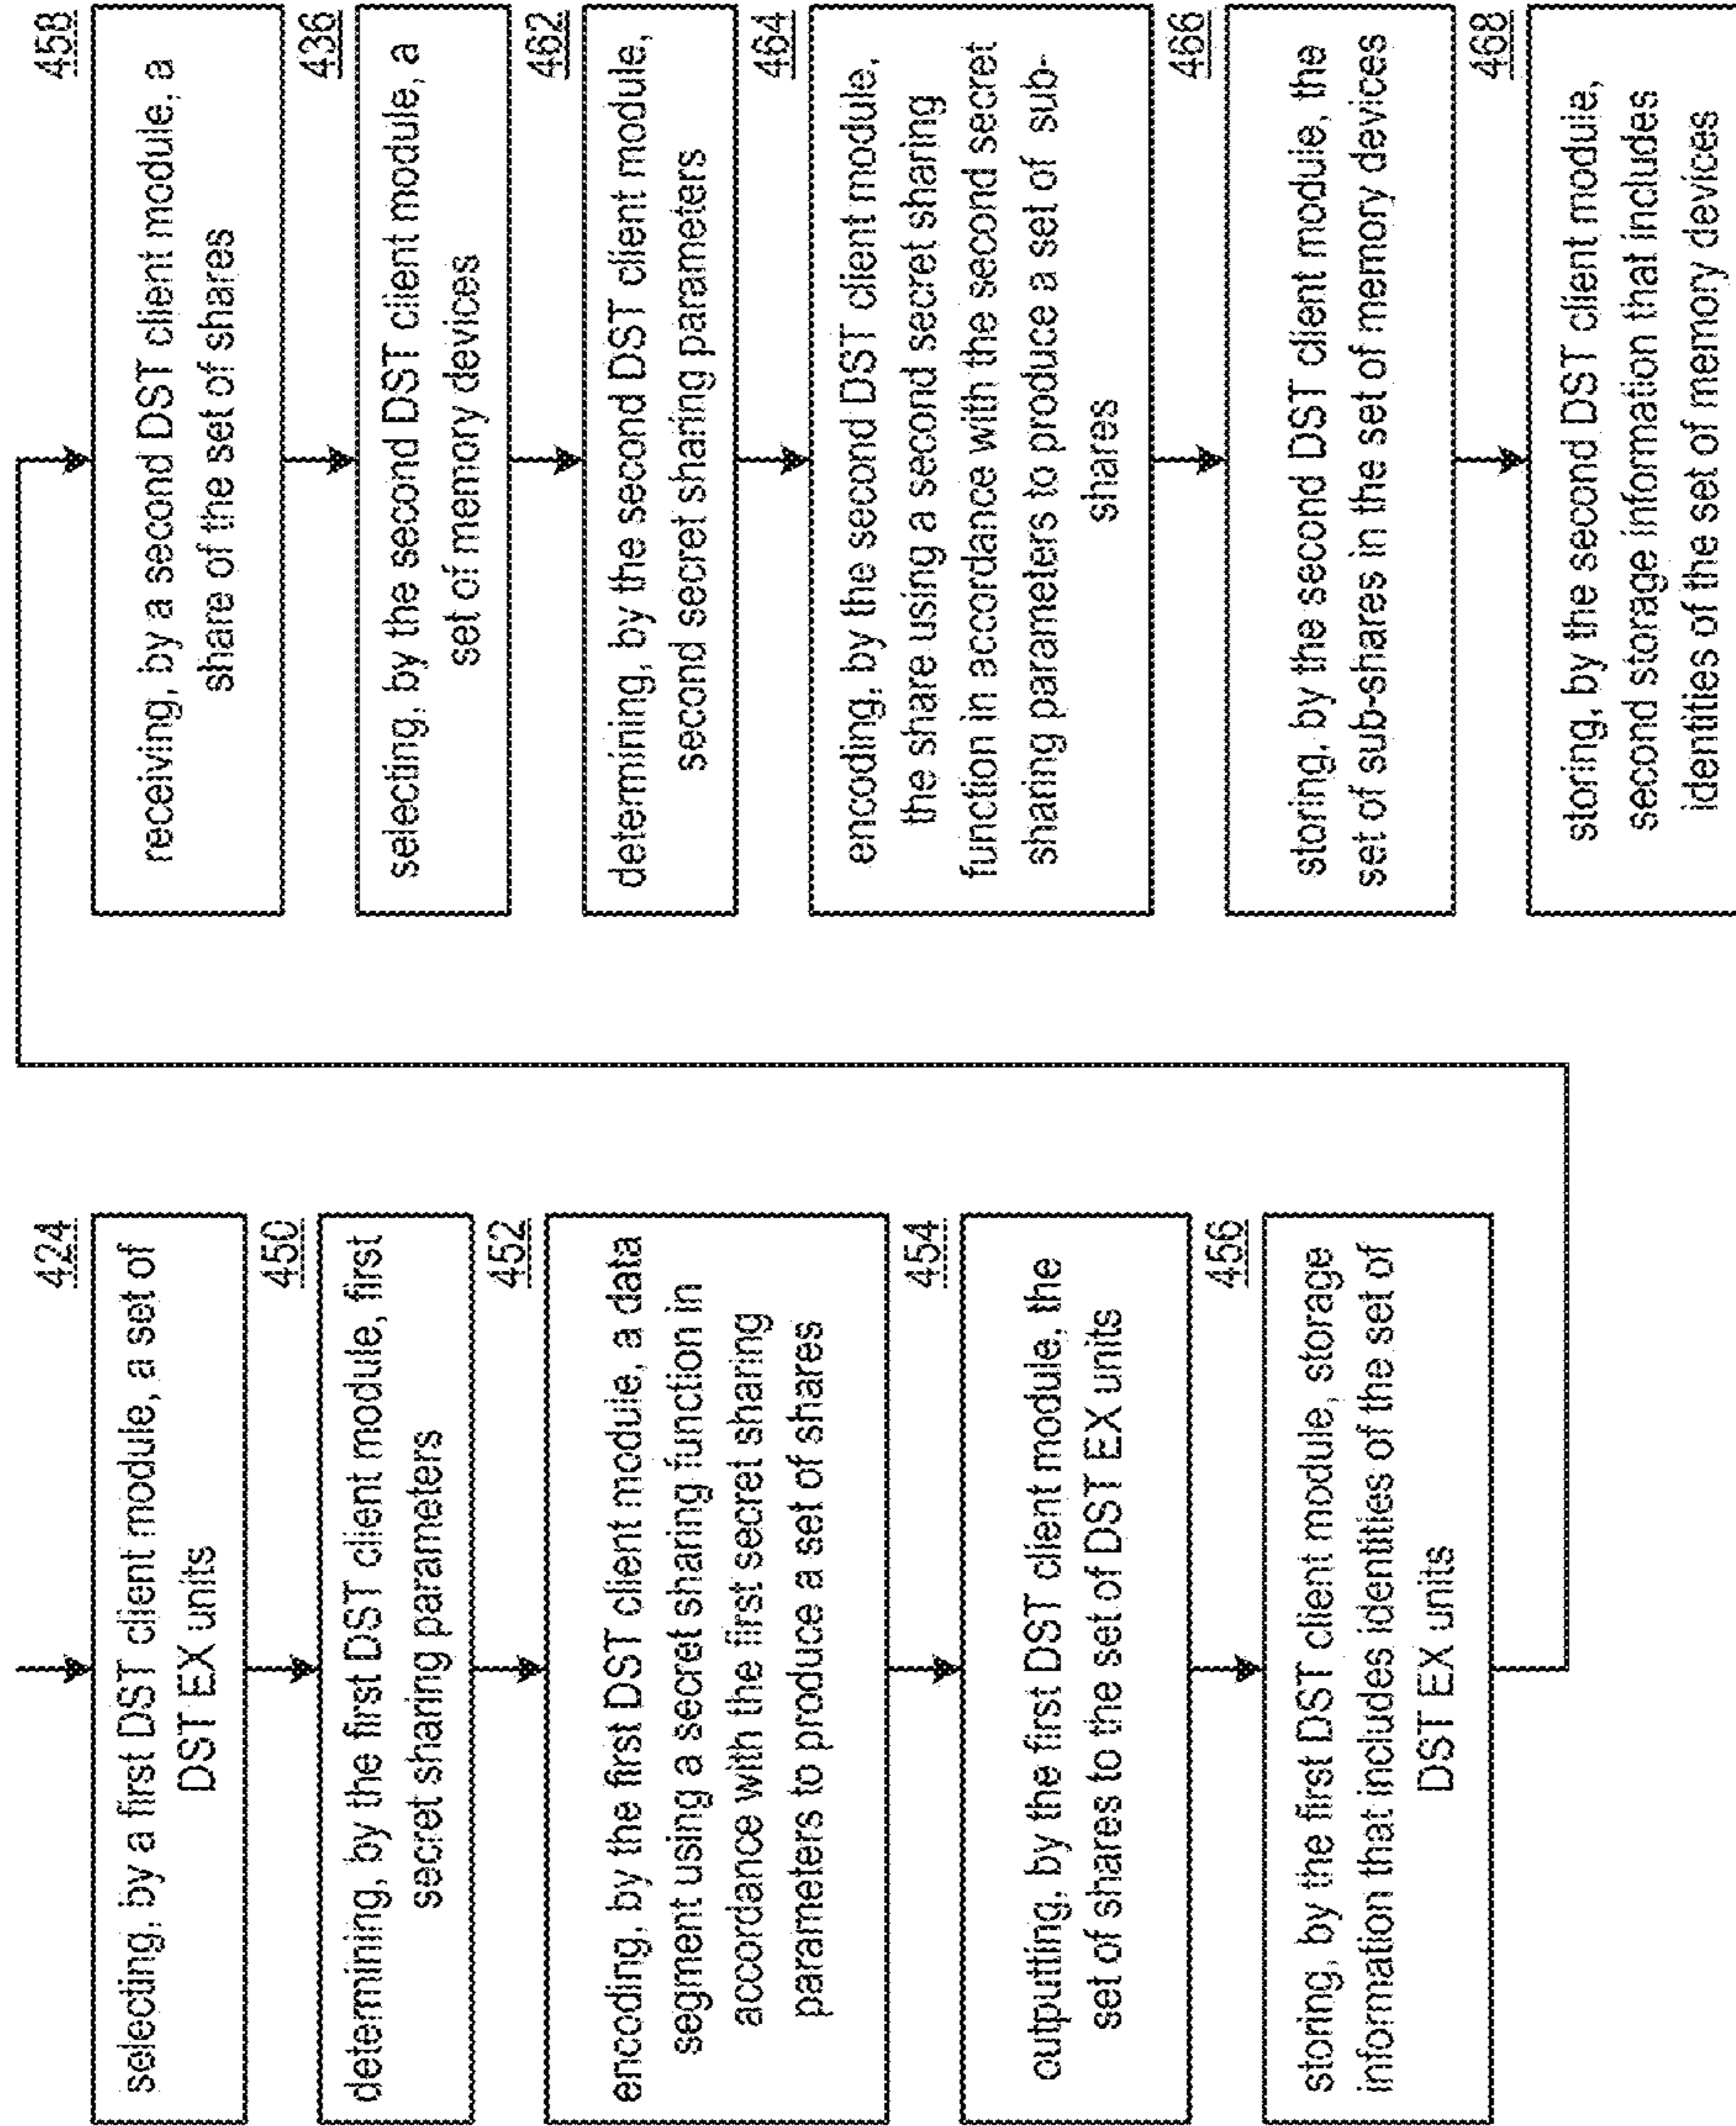 424
selecting, by a first DST client module, a set of
DST EX units
450
determining, by the first DST client module, first
secret sharing parameters
452
encoding, by the first DST client module, a data
segment using a secret sharing function in
accordance with the first secret sharing
parameters to produce a set of shares
454
outputting, by the first DST client module, the
set of shares to the set of DST EX units
456
storing, by the first DST client module, storage
information that includes identities of the set of
DST EX units
458
receiving, by a second DST client module, a
share of the set of shares
436
selecting, by the second DST client module, a
set of memory devices
462
determining, by the second DST client module,
second secret sharing parameters
464
encoding, by the second DST client module,
the share using a second secret sharing
function in accordance with the second secret
sharing parameters to produce a set of sub-
shares
466
storing, by the second DST client module, the
set of sub-shares in the set of memory devices
468
storing, by the second DST client module,
second storage information that includes
identities of the set of memory devices